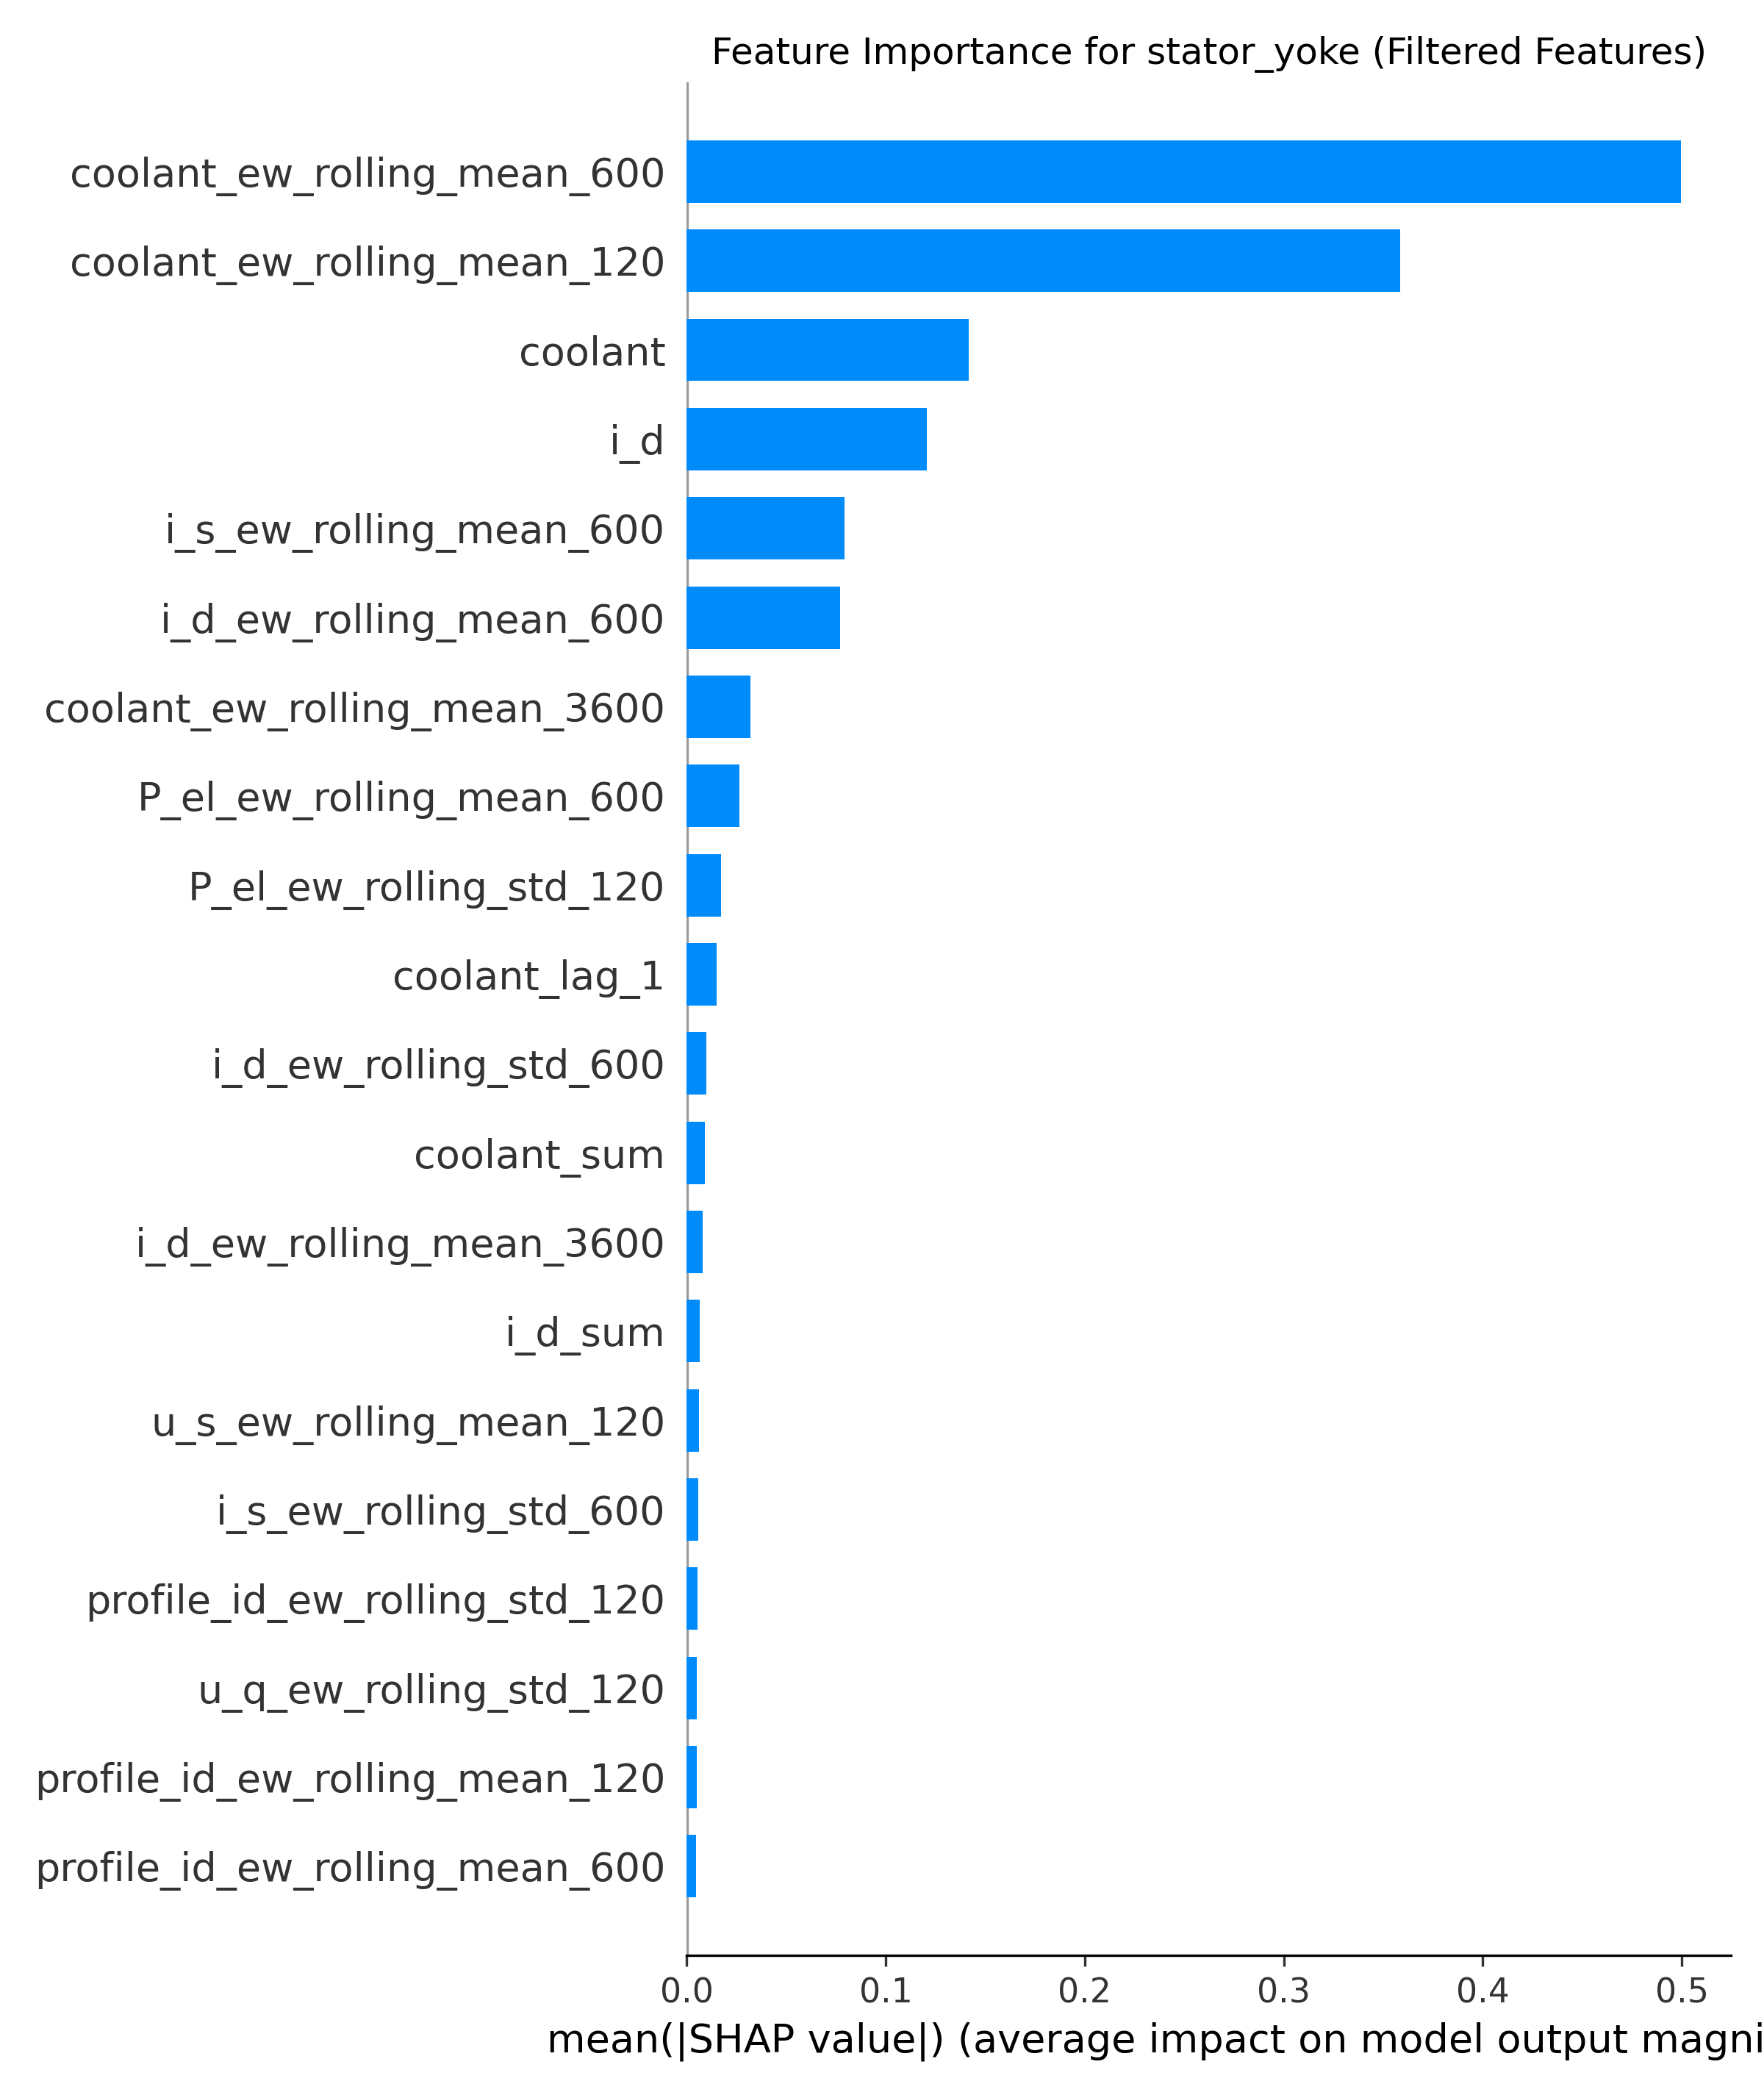 Feature Importance for stator_yoke (Filtered Features)
coolant_ew_rolling_mean_600
coolant_ew_rolling_mean_120
coolant
i_d
i_s_ew_rolling_mean_600
i_d_ew_rolling_mean_600
coolant_ew_rolling_mean_3600
P_el_ew_rolling_mean_600
P_el_ew_rolling_std_120
coolant_lag_1
i_d_ew_rolling_std_600
coolant_sum
i_d_ew_rolling_mean_3600
i_d_sum
u_s_ew_rolling_mean_120
i_s_ew_rolling_std_600
profile_id_ew_rolling_std_120
u_q_ew_rolling_std_120
profile_id_ew_rolling_mean_120
profile_id_ew_rolling_mean_600
0.0 0.1 0.2 0.3 0.4 0.5
mean(|SHAP value|) (average impact on model output magni